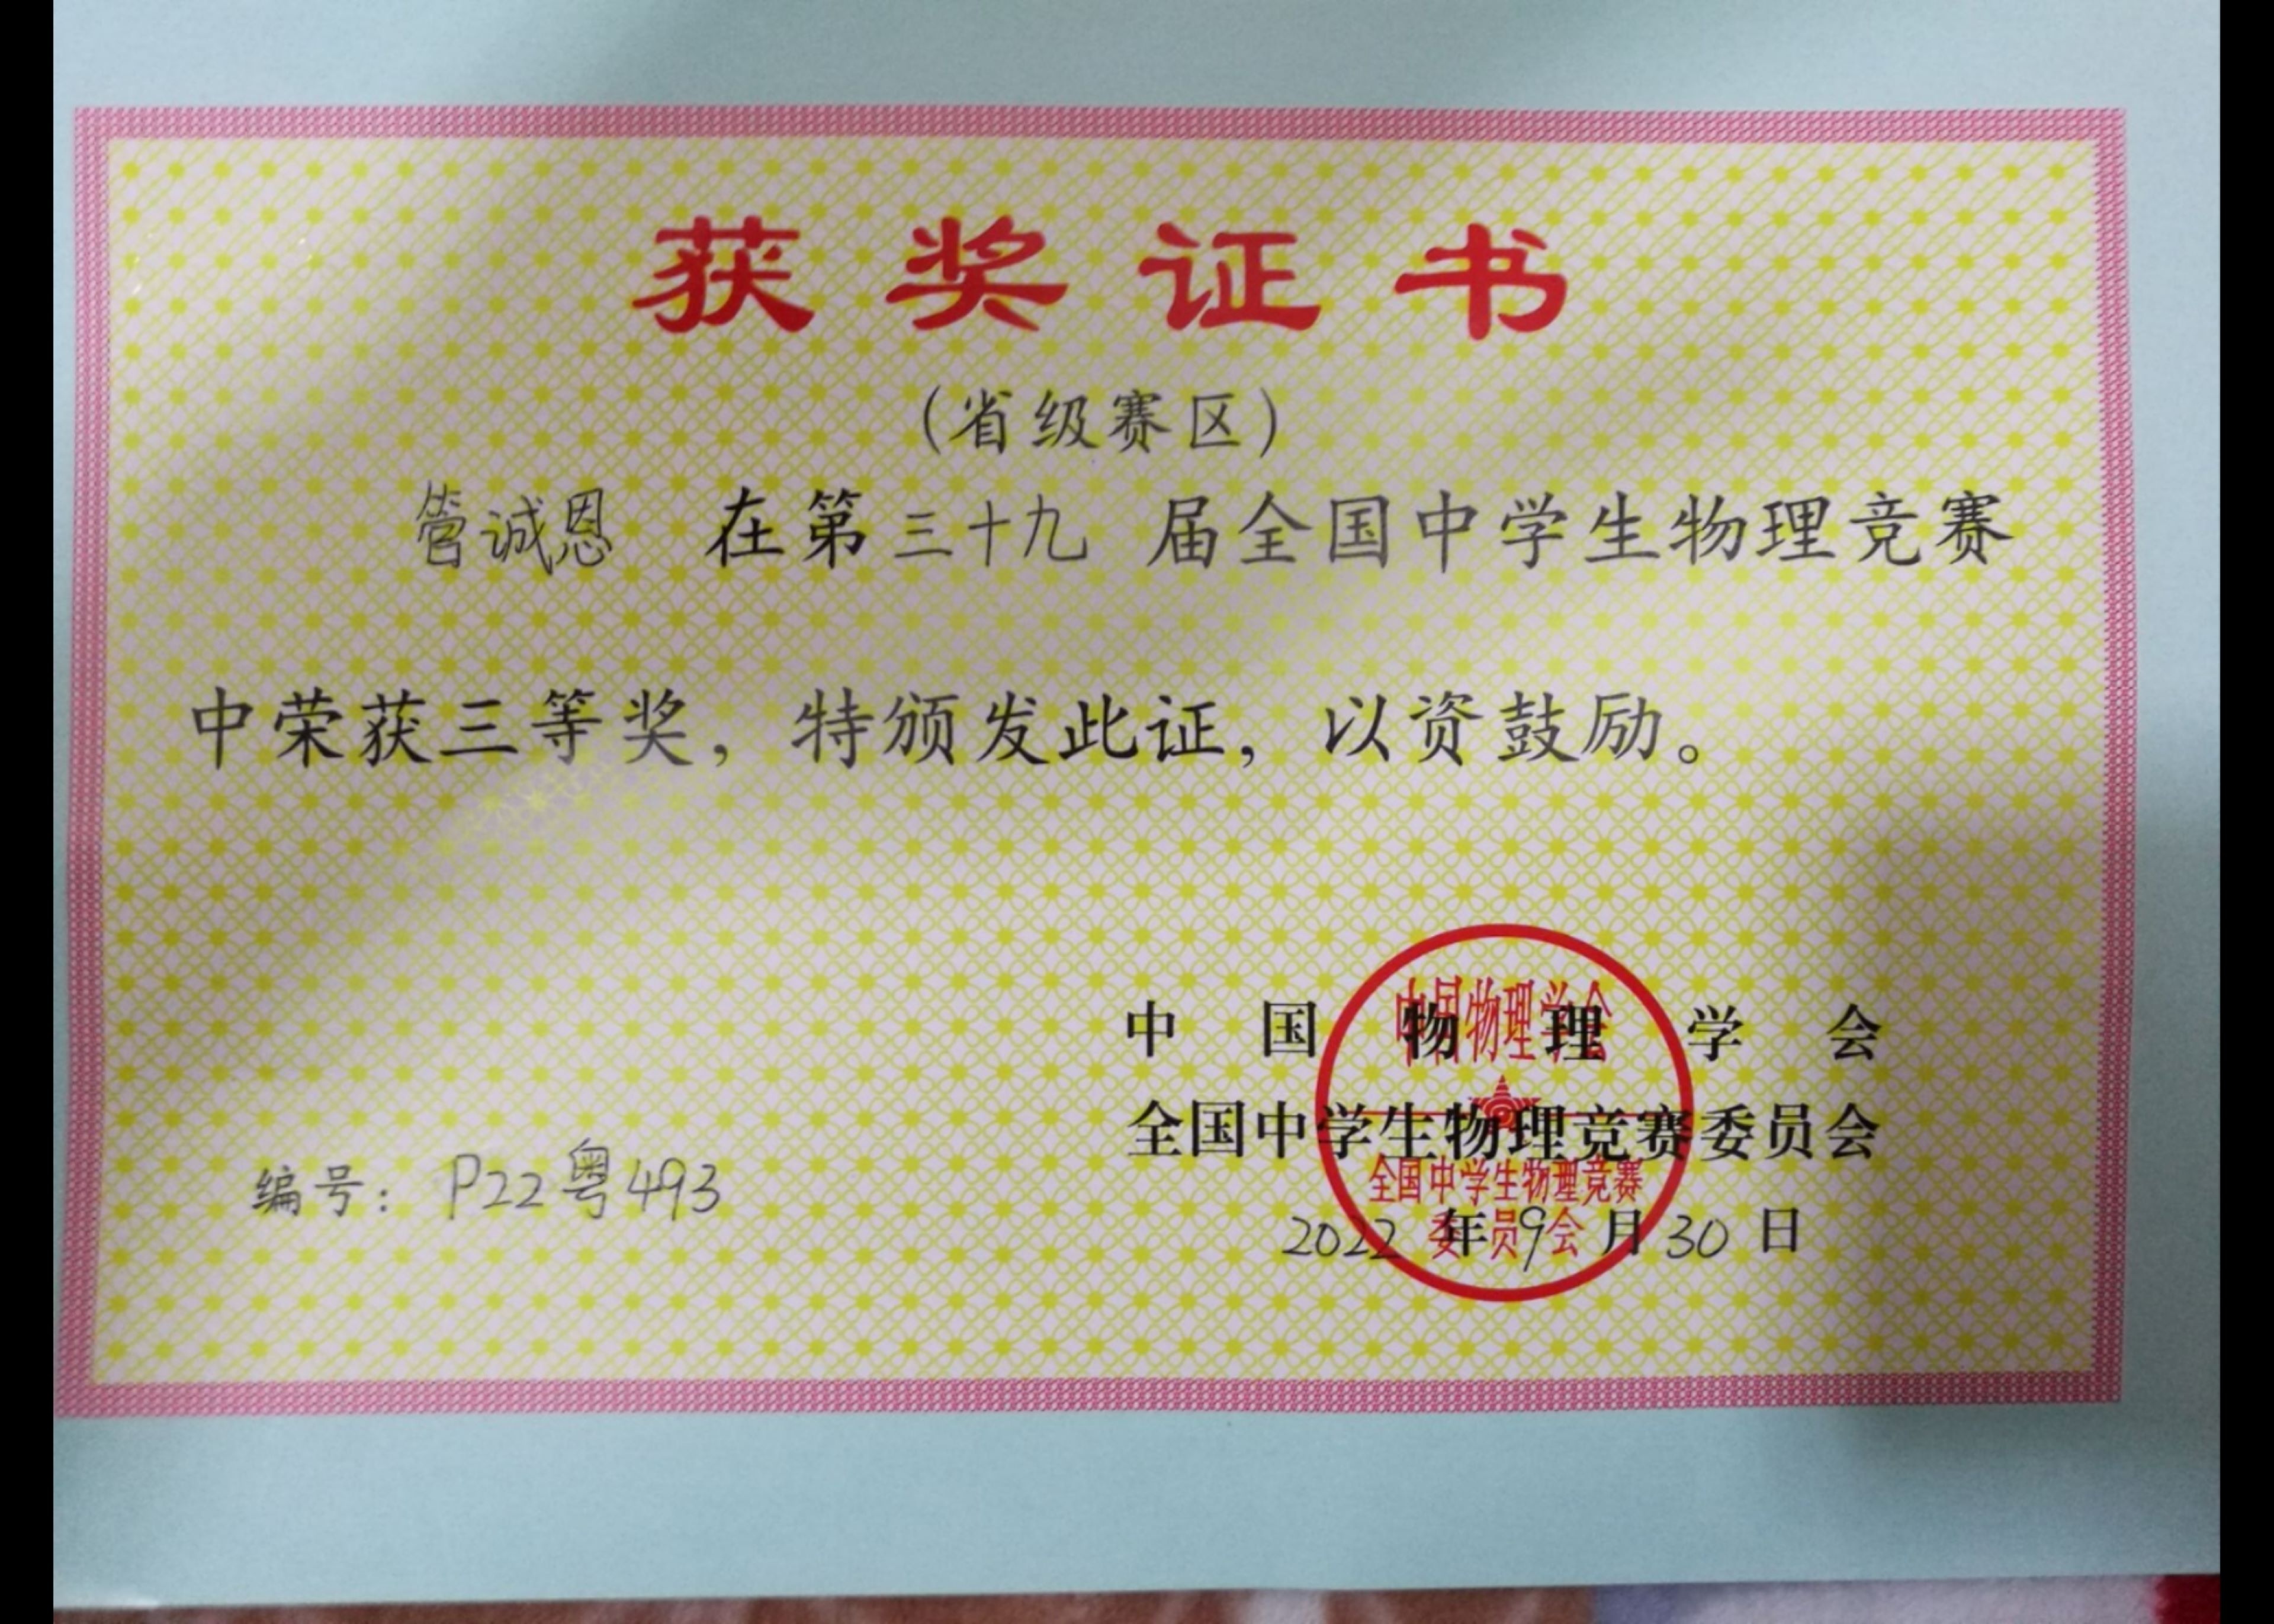 获奖证书
(省级赛区)
管诚恩 在第三十九 届全国中学生物理竞赛
中荣获三等奖，特颁发此证，以资鼓励。
中国物理学会
全国中学生物理竞赛委员会
2022 年 9 月 30 日
中国物理学会
全国中学生物理竞赛
委员会
编号：P22粤493